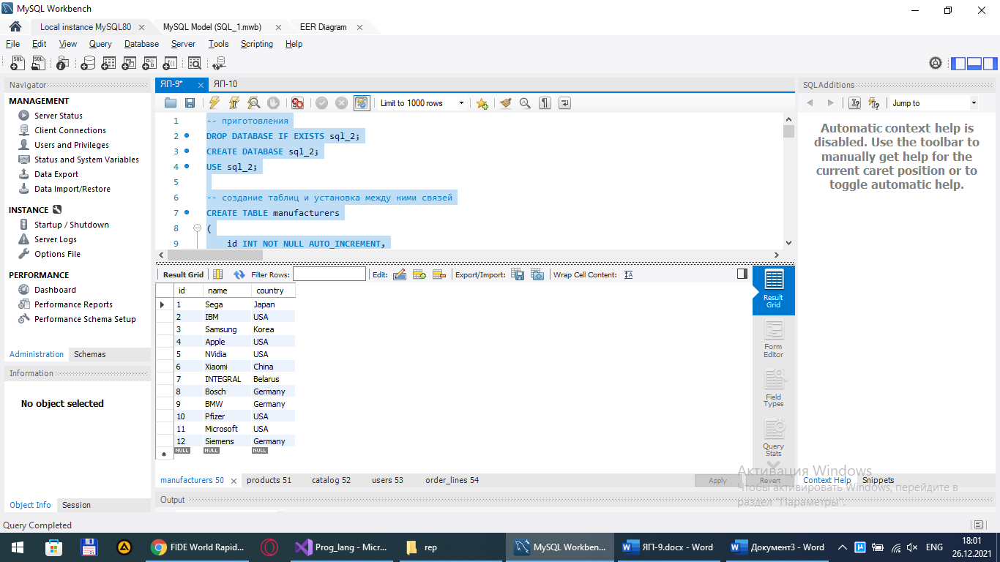 MySQL Workbench
Local instance MySQL80
MySQL Model (SQL_1.mwb)
EER Diagram
File Edit View Query Database Server Tools Scripting Help
Navigator
MANAGEMENT
Server Status
Client Connections
Users and Privileges
Status and System Variables
Data Export
Data Import/Restore
INSTANCE
Startup / Shutdown
Server Logs
Options File
PERFORMANCE
Dashboard
Performance Reports
Performance Schema Setup
Administration Schemas
Information
No object selected
Object Info Session
ЯП-9* ЯП-10
Limit to 1000 rows
1 -- приготовления
2 DROP DATABASE IF EXISTS sql_2;
3 CREATE DATABASE sql_2;
4 USE sql_2;
5
6 -- создание таблиц и установка между ними связей
7 CREATE TABLE manufacturers
8 (
9 id INT NOT NULL AUTO_INCREMENT,
Result Grid Filter Rows: Edit: Export/Import: Wrap Cell Content:
id name country
1 Sega Japan
2 IBM USA
3 Samsung Korea
4 Apple USA
5 NVidia USA
6 Xiaomi China
7 INTEGRAL Belarus
8 Bosch Germany
9 BMW Germany
10 Pfizer USA
11 Microsoft USA
12 Siemens Germany
NULL NULL NULL
Result
Grid
Form
Editor
Field
Types
Query
Stats
manufacturers 50 products 51 catalog 52 users 53 order_lines 54
Apply Revert
Output
SQLAdditions
Jump to
Automatic context help is
disabled. Use the toolbar to
manually get help for the
current caret position or to
toggle automatic help.
Context Help Snippets
Активация Windows
Чтобы активировать Windows, перейдите в
раздел "Параметры".
Query Completed
FIDE World Rapid...
Prog_lang - Micr...
rep
MySQL Workben...
ЯП-9.docx - Word
Документ3 - Word
ENG
18:01
26.12.2021